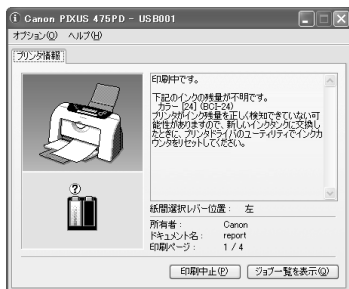 Canon PIXUS 475PD - USB001
オプション(O) ヘルプ(H)
プリンタ情報
印刷中です。
下記のインクの残量が不明です。
カラー [24] (BCI-24)
プリンタがインク残量を正しく検知できていない可
能性がありますので、新しいインクタンクに交換し
たときに、プリンタドライバのユーティリティでインクカ
ウンタをリセットしてください。
?
紙間選択レバー位置: 左
所有者: Canon
ドキュメント名: report
印刷ページ: 1 / 4
印刷中止(P) ジョブ一覧を表示(Q)